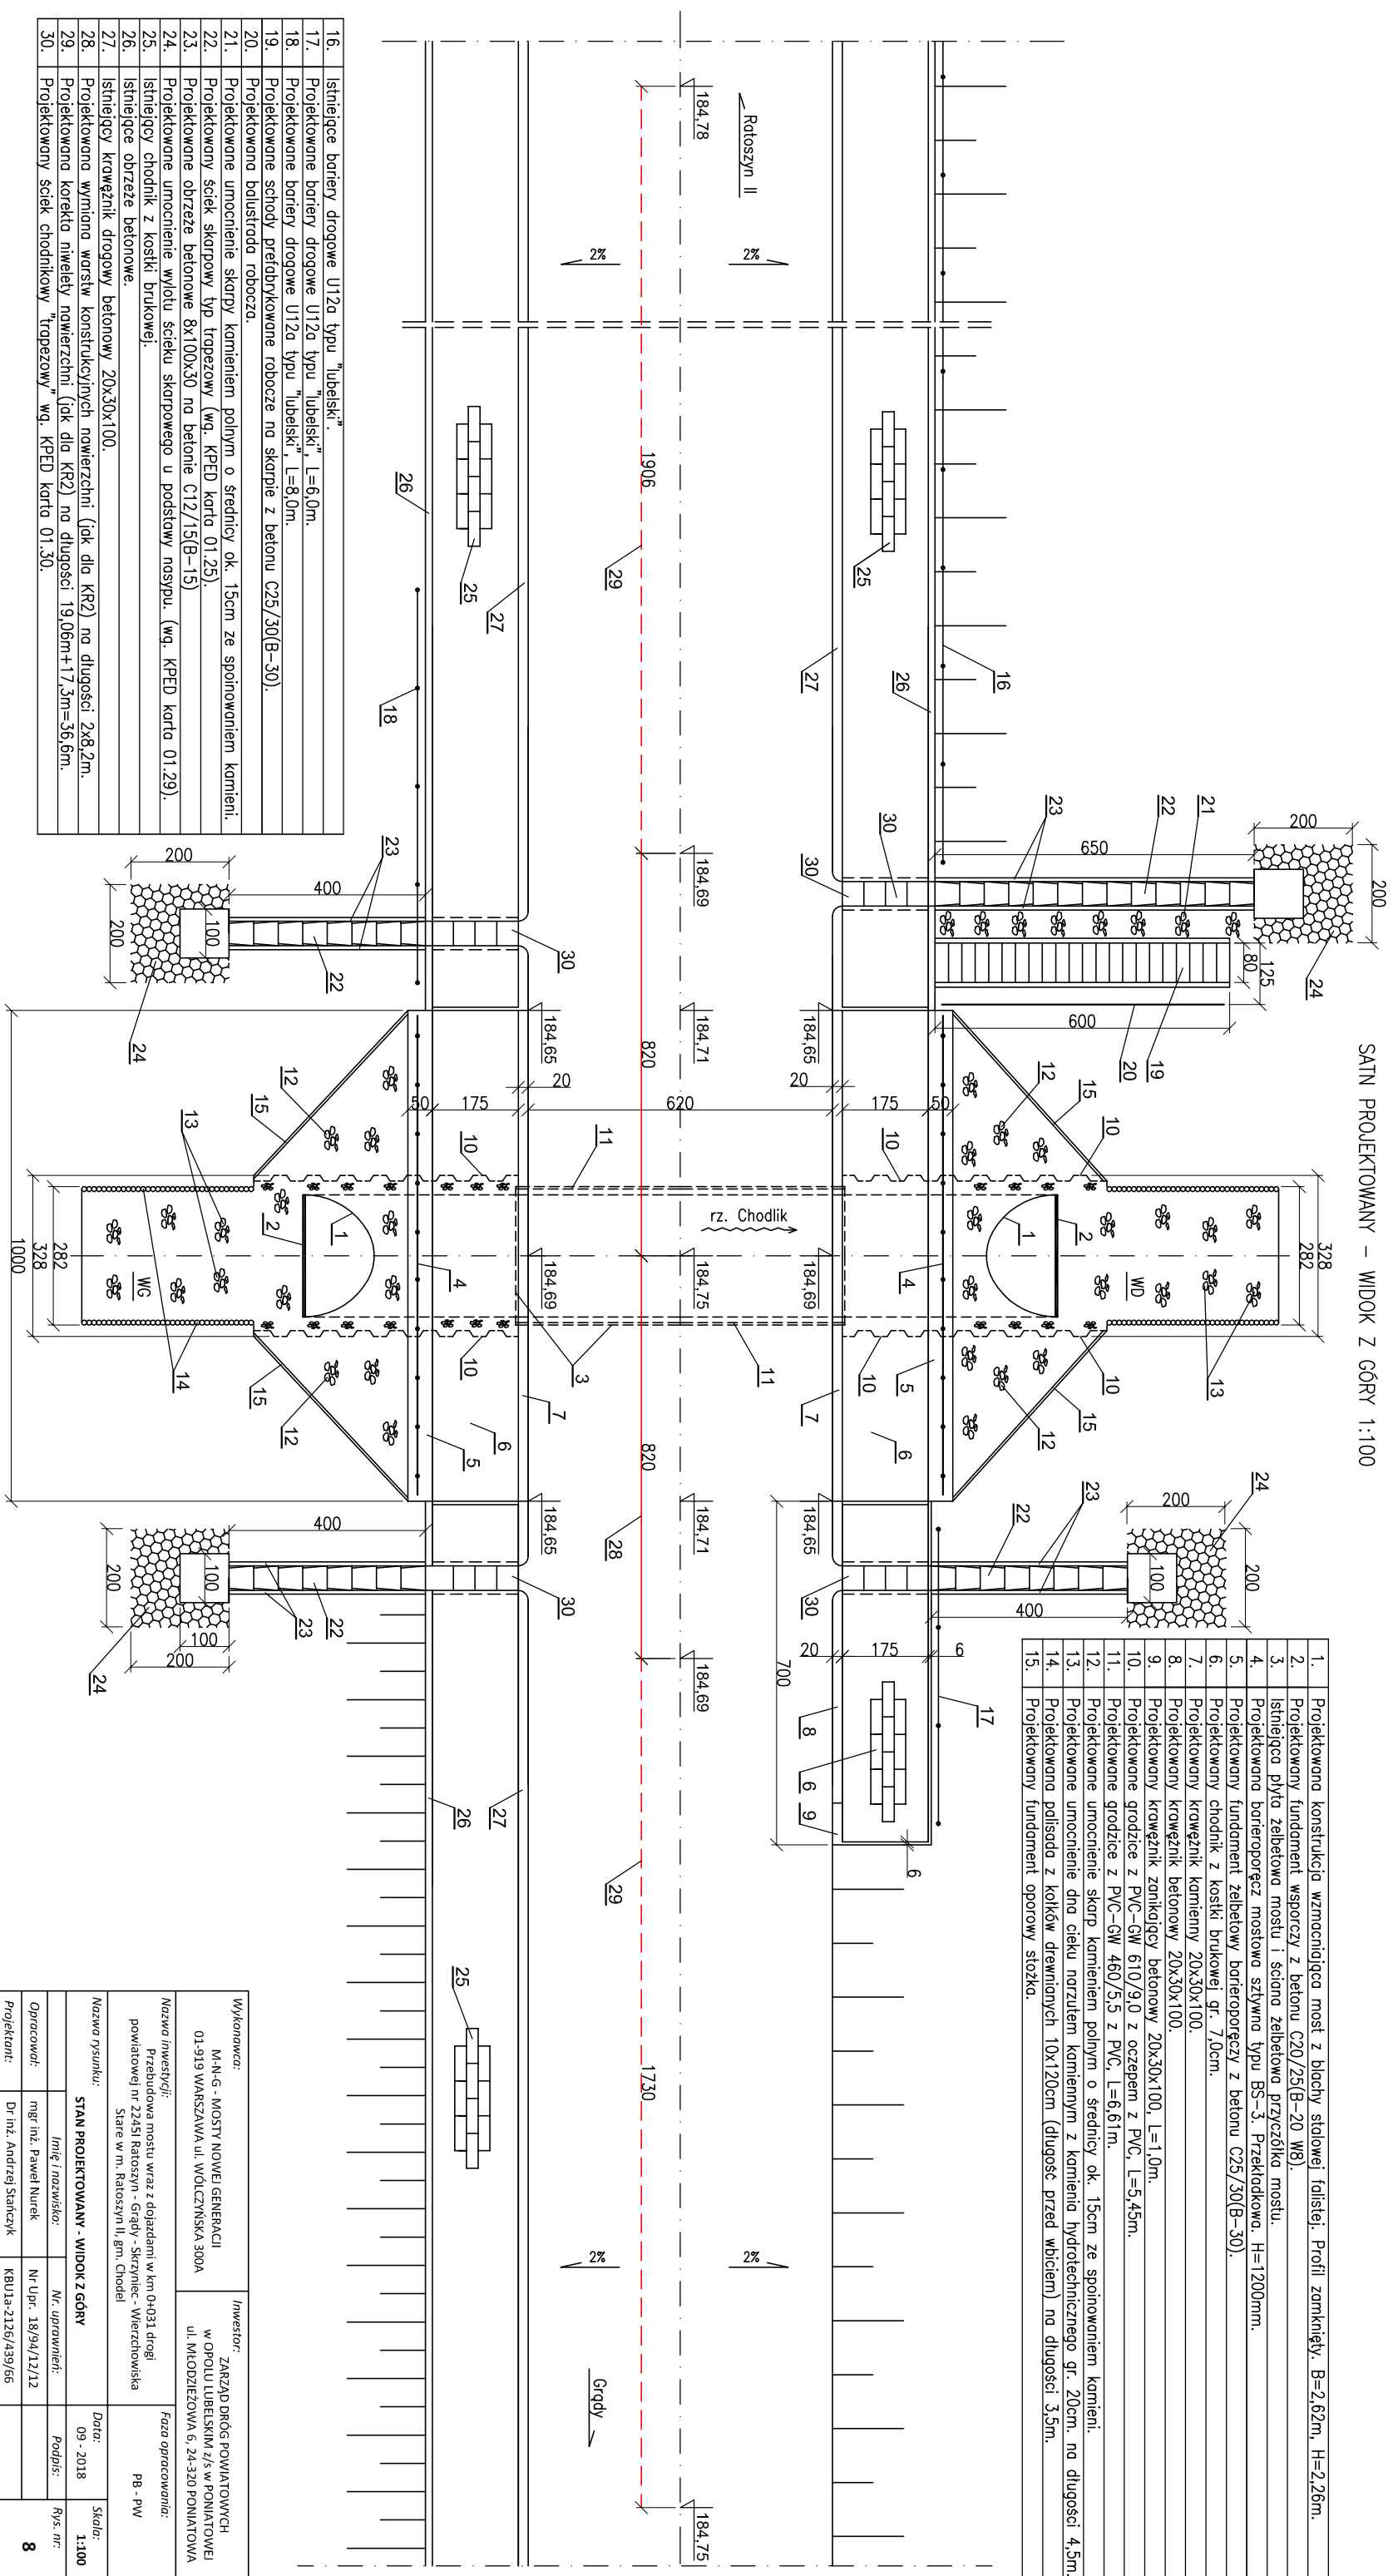 SATN PROJEKTOWANY – WIDOK Z GÓRY 1:100
1. Projektowana konstrukcja wzmacniająca most z blachy stalowej falistej. Profil zamknięty. B=2,62m, H=2,26m.
2. Projektowany fundament wsporczy z betonu C20/25(B-20 W8).
3. Istniejąca płyta żelbetowa mostu i ściana żelbetowa przyczółka mostu.
4. Projektowana barieroporęcz mostowa sztywna typu BS-3. Przekładkowa. H=1200mm.
5. Projektowany fundament żelbetowy barieroporęczy z betonu C25/30(B-30).
6. Projektowany chodnik z kostki brukowej gr. 7,0cm.
7. Projektowany krawężnik kamienny 20x30x100.
8. Projektowany krawężnik betonowy 20x30x100.
9. Projektowany krawężnik zanikający betonowy 20x30x100, L=1,0m.
10. Projektowane grodzice z PVC-GW 610/9,0 z oczepem z PVC, L=5,45m.
11. Projektowane grodzice z PVC-GW 460/5,5 z PVC, L=6,61m.
12. Projektowane umocnienie skarp kamieniem polnym o średnicy ok. 15cm ze spoinowaniem kamieni.
13. Projektowane umocnienie dna cieku narzutem kamiennym z kamienia hydrotechnicznego gr. 20cm. na długości 4,5m.
14. Projektowana palisada z kołków drewnianych 10x120cm (długość przed wbiciem) na długości 3,5m.
15. Projektowany fundament oporowy stożka.
16. Istniejące bariery drogowe U12a typu "lubelski".
17. Projektowane bariery drogowe U12a typu "lubelski", L=6,0m.
18. Projektowane bariery drogowe U12a typu "lubelski", L=8,0m.
19. Projektowane schody prefabrykowane robocze na skarpie z betonu C25/30(B-30).
20. Projektowana balustrada robocza.
21. Projektowane umocnienie skarpy kamieniem polnym o średnicy ok. 15cm ze spoinowaniem kamieni.
22. Projektowany ściek skarpowy typ trapezowy (wg. KPED karta 01.25).
23. Projektowane obrzeże betonowe 8x100x30 na betonie C12/15(B-15)
24. Projektowane umocnienie wylotu ścieku skarpowego u podstawy nasypu. (wg. KPED karta 01.29).
25. Istniejący chodnik z kostki brukowej.
26. Istniejące obrzeże betonowe.
27. Istniejący krawężnik drogowy betonowy 20x30x100.
28. Projektowana wymiana warstw konstrukcyjnych nawierzchni (jak dla KR2) na długości 2x8,2m.
29. Projektowana korekta niwelety nawierzchni (jak dla KR2) na długości 19,06m+17,3m=36,6m.
30. Projektowany ściek chodnikowy "trapezowy" wg. KPED karta 01.30.
Ratoszyn II
Grądy
rz. Chodlik
WG
WD
2%
2%
2%
2%
184,78
184,69
184,71
184,75
184,71
184,69
184,75
184,65
184,69
184,65
184,65
184,69
184,65
1906
820
820
1730
Wykonawca:
M-N-G - MOSTY NOWEJ GENERACJI
01-919 WARSZAWA ul. WÓLCZYŃSKA 300A
Inwestor:
ZARZĄD DRÓG POWIATOWYCH
w OPOLU LUBELSKIM z/s w PONIATOWEJ
ul. MŁODZIEŻOWA 6, 24-320 PONIATOWA
Nazwa inwestycji:
Przebudowa mostu wraz z dojazdami w km 0+031 drogi
powiatowej nr 2245l Ratoszyn - Grądy - Skrzyniec - Wierzchowiska
Stare w m. Ratoszyn II, gm. Chodel
Faza opracowania:
PB - PW
Nazwa rysunku:
STAN PROJEKTOWANY - WIDOK Z GÓRY
Data:
09 - 2018
Skala:
1:100
Imię i nazwisko:
Nr. uprawnień:
Podpis:
Rys. nr:
8
Opracował:
mgr inż. Paweł Nurek
Nr Upr. 18/94/12/12
Projektant:
Dr inż. Andrzej Stańczyk
KBU1a-2126/439/66